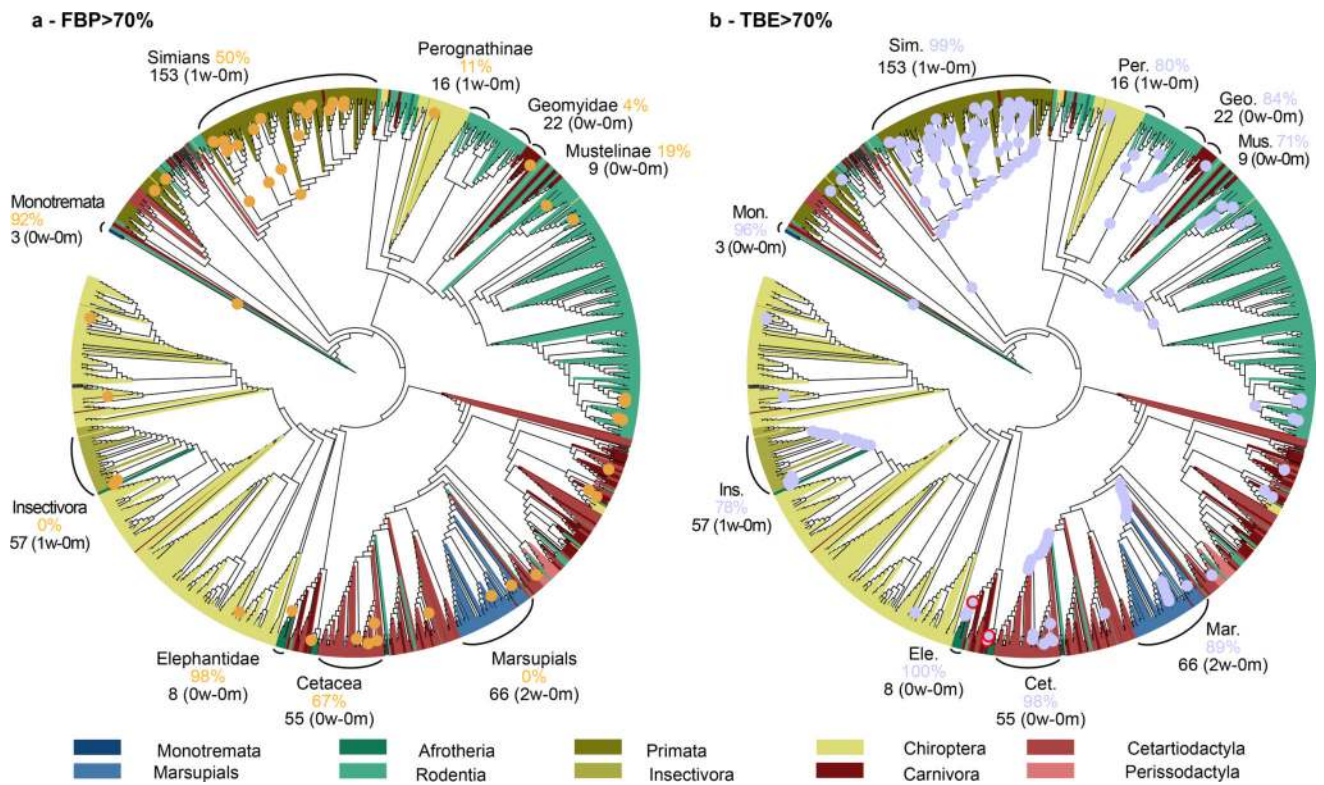 a - FBP>70%
Simians 50%
153 (1w-0m)
Perognathinae
11%
16 (1w-0m)
Geomyidae 4%
22 (0w-0m)
Mustelinae 19%
9 (0w-0m)
Monotremata
92%
3 (0w-0m)
Insectivora
0%
57 (1w-0m)
Elephantidae
98%
8 (0w-0m)
Cetacea
67%
55 (0w-0m)
Marsupials
0%
66 (2w-0m)
b - TBE>70%
Sim. 99%
153 (1w-0m)
Per. 80%
16 (1w-0m)
Geo. 84%
22 (0w-0m)
Mus. 71%
9 (0w-0m)
Mon.
96%
3 (0w-0m)
Ins.
78%
57 (1w-0m)
Ele.
100%
8 (0w-0m)
Cet.
98%
55 (0w-0m)
Mar.
89%
66 (2w-0m)
Monotremata Afrotheria Primata Chiroptera Cetartiodactyla
Marsupials Rodentia Insectivora Carnivora Perissodactyla